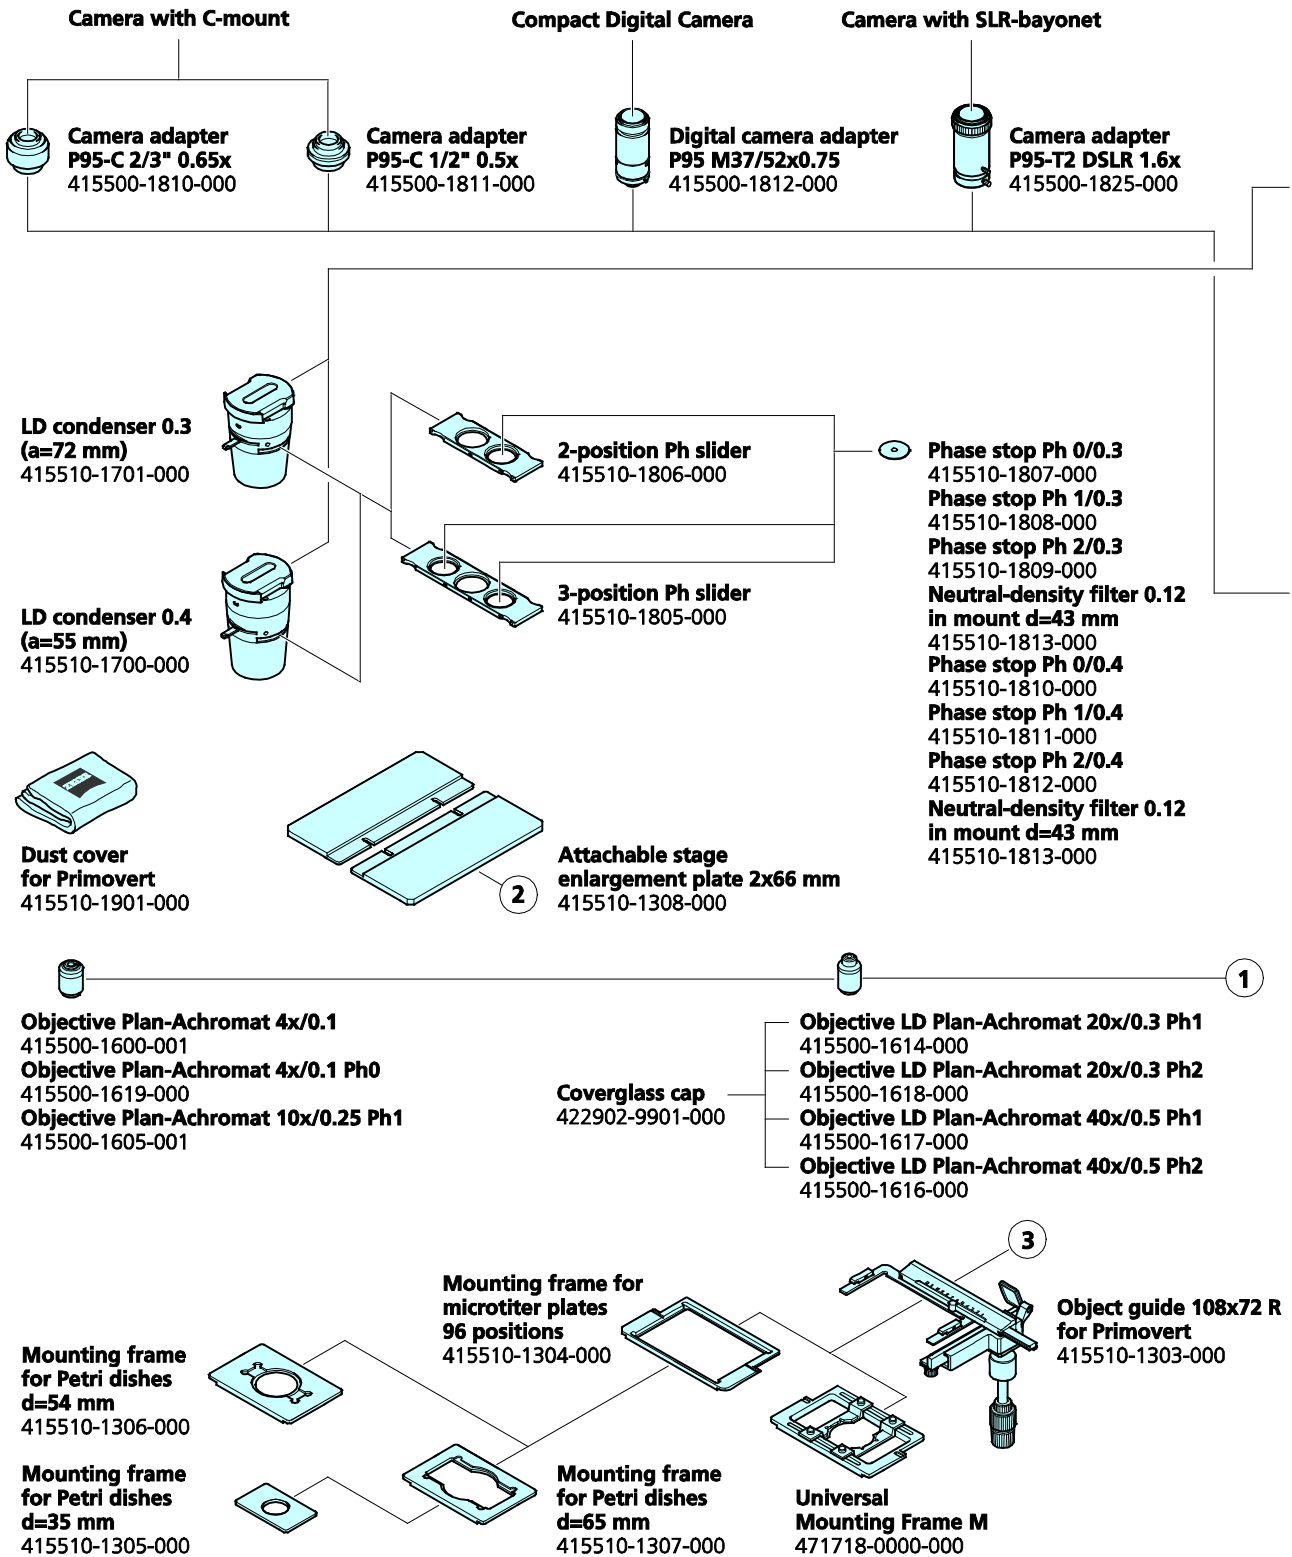 Camera with C-mount
Compact Digital Camera
Camera with SLR-bayonet
Camera adapter
P95-C 2/3" 0.65x
415500-1810-000
Camera adapter
P95-C 1/2" 0.5x
415500-1811-000
Digital camera adapter
P95 M37/52x0.75
415500-1812-000
Camera adapter
P95-T2 DSLR 1.6x
415500-1825-000
LD condenser 0.3
(a=72 mm)
415510-1701-000
2-position Ph slider
415510-1806-000
LD condenser 0.4
(a=55 mm)
415510-1700-000
3-position Ph slider
415510-1805-000
Phase stop Ph 0/0.3
415510-1807-000
Phase stop Ph 1/0.3
415510-1808-000
Phase stop Ph 2/0.3
415510-1809-000
Neutral-density filter 0.12
in mount d=43 mm
415510-1813-000
Phase stop Ph 0/0.4
415510-1810-000
Phase stop Ph 1/0.4
415510-1811-000
Phase stop Ph 2/0.4
415510-1812-000
Neutral-density filter 0.12
in mount d=43 mm
415510-1813-000
ZEISS
Dust cover
for Primovert
415510-1901-000
2
Attachable stage
enlargement plate 2x66 mm
415510-1308-000
1
Objective Plan-Achromat 4x/0.1
415500-1600-001
Objective Plan-Achromat 4x/0.1 Ph0
415500-1619-000
Objective Plan-Achromat 10x/0.25 Ph1
415500-1605-001
Coverglass cap
422902-9901-000
Objective LD Plan-Achromat 20x/0.3 Ph1
415500-1614-000
Objective LD Plan-Achromat 20x/0.3 Ph2
415500-1618-000
Objective LD Plan-Achromat 40x/0.5 Ph1
415500-1617-000
Objective LD Plan-Achromat 40x/0.5 Ph2
415500-1616-000
3
Mounting frame for
microtiter plates
96 positions
415510-1304-000
Object guide 108x72 R
for Primovert
415510-1303-000
Mounting frame
for Petri dishes
d=54 mm
415510-1306-000
Mounting frame
for Petri dishes
d=35 mm
415510-1305-000
Mounting frame
for Petri dishes
d=65 mm
415510-1307-000
Universal
Mounting Frame M
471718-0000-000